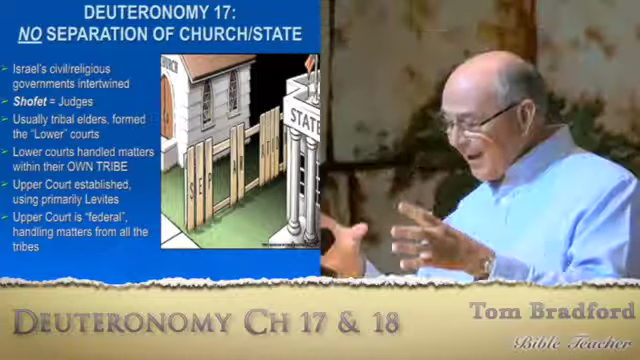 DEUTERONOMY 17:
NO SEPARATION OF CHURCH/STATE
Israel's civil/religious
governments intertwined
Shofet = Judges
Usually tribal elders, formed
the "Lower" courts
Lower courts handled matters
within their OWN TRIBE
Upper Court established,
using primarily Levites
Upper Court is "federal",
handling matters from all the
tribes
CHURCH
STATE
SEPARATION
DEUTERONOMY CH 17 & 18
Tom Bradford
Bible Teacher